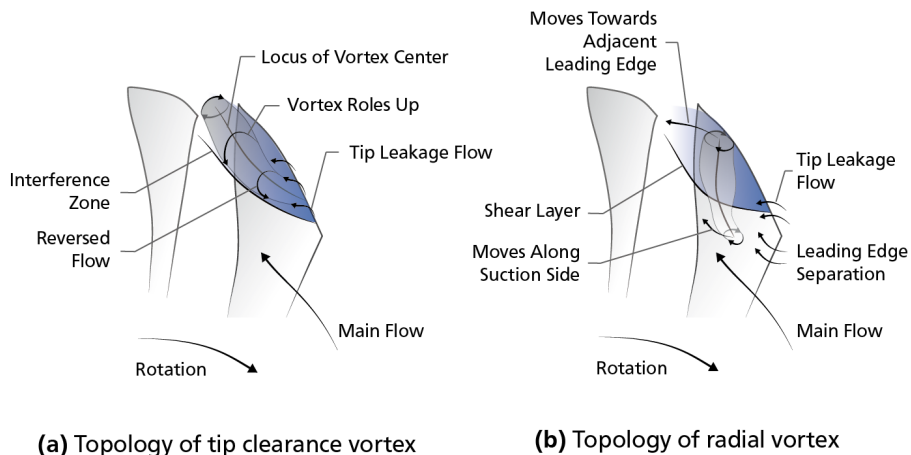 Locus of Vortex Center
Vortex Roles Up
Tip Leakage Flow
Interference
Zone
Reversed
Flow
Main Flow
Rotation
(a) Topology of tip clearance vortex
Moves Towards
Adjacent
Leading Edge
Tip Leakage
Flow
Shear Layer
Moves Along
Suction Side
Leading Edge
Separation
Main Flow
Rotation
(b) Topology of radial vortex